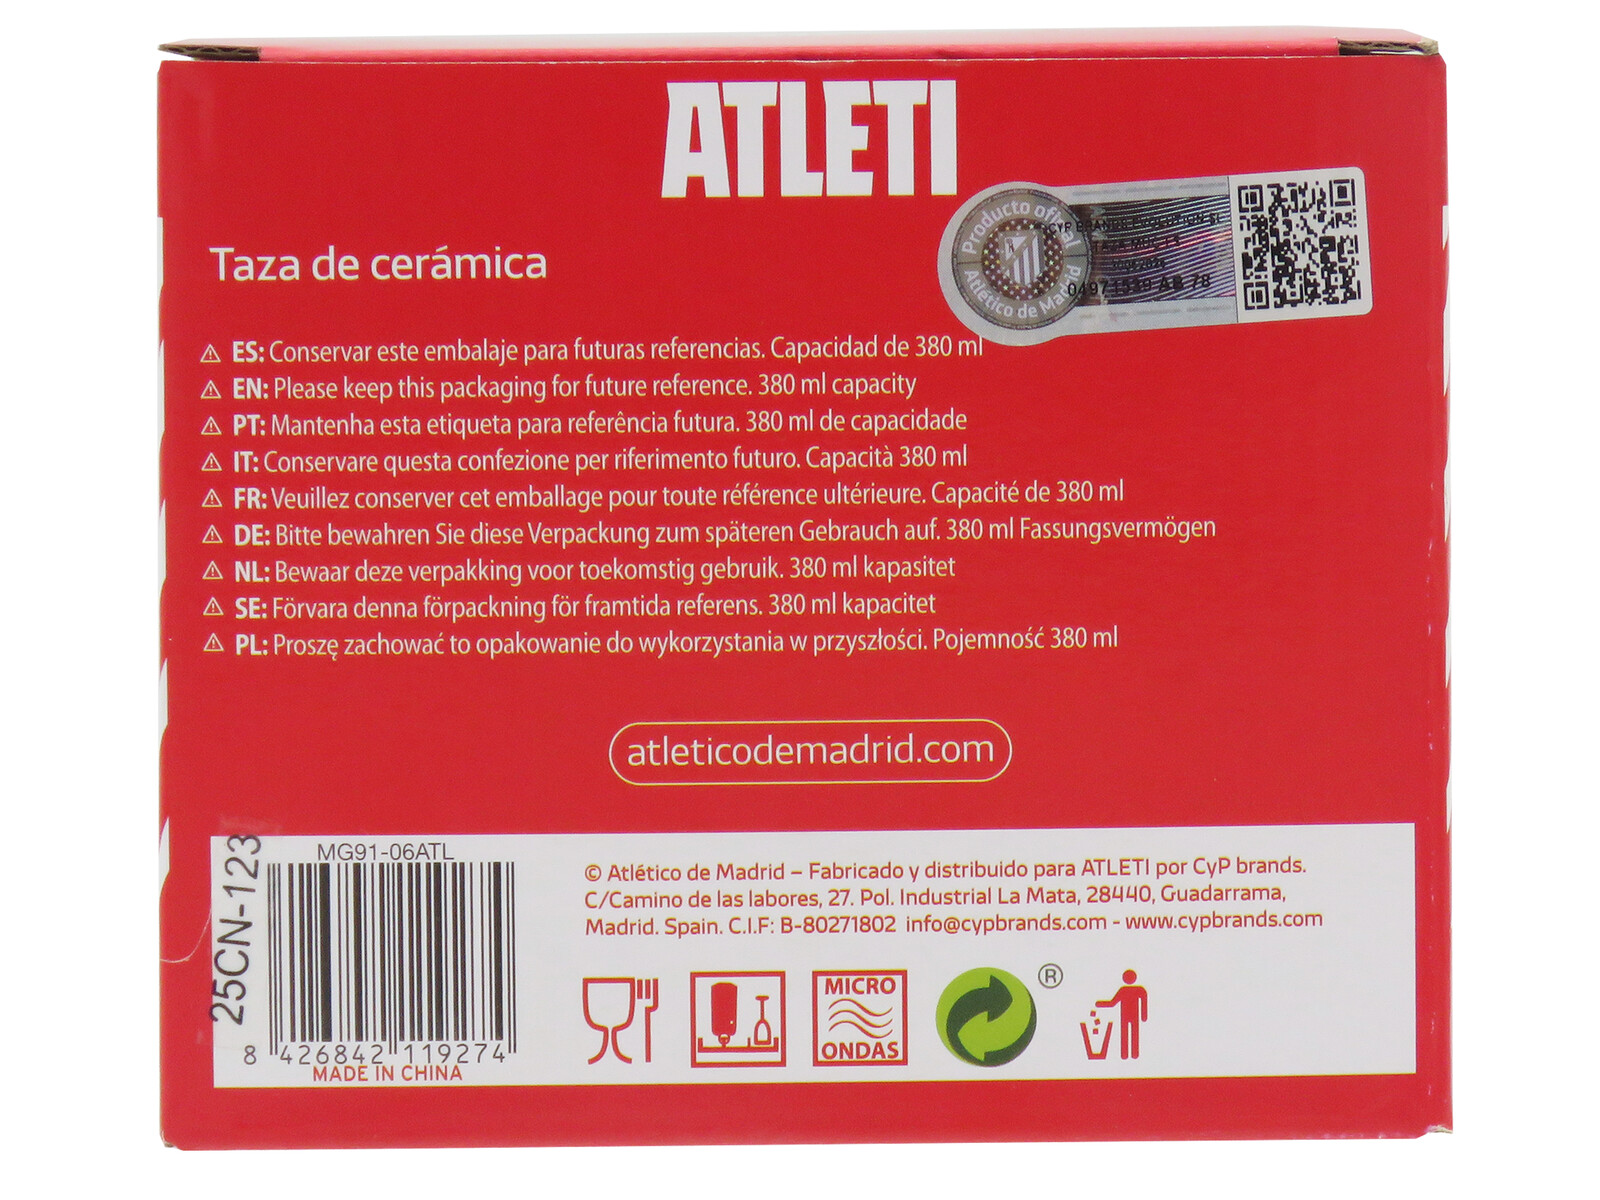 ATLETI
Producto oficial
Atlético de Madrid
04971539 AB 78
Taza de cerámica
ES: Conservar este embalaje para futuras referencias. Capacidad de 380 ml
EN: Please keep this packaging for future reference. 380 ml capacity
PT: Mantenha esta etiqueta para referência futura. 380 ml de capacidade
IT: Conservare questa confezione per riferimento futuro. Capacità 380 ml
FR: Veuillez conserver cet emballage pour toute référence ultérieure. Capacité de 380 ml
DE: Bitte bewahren Sie diese Verpackung zum späteren Gebrauch auf. 380 ml Fassungsvermögen
NL: Bewaar deze verpakking voor toekomstig gebruik. 380 ml kapasitet
SE: Förvara denna förpackning för framtida referens. 380 ml kapacitet
PL: Proszę zachować to opakowanie do wykorzystania w przyszłości. Pojemność 380 ml
atleticodemadrid.com
25CN-123
MG91-06ATL
8 426842 119274
MADE IN CHINA
© Atlético de Madrid – Fabricado y distribuido para ATLETI por CyP brands.
C/Camino de las labores, 27. Pol. Industrial La Mata, 28440, Guadarrama,
Madrid. Spain. C.I.F: B-80271802 info@cypbrands.com - www.cypbrands.com
MICRO
ONDAS
®